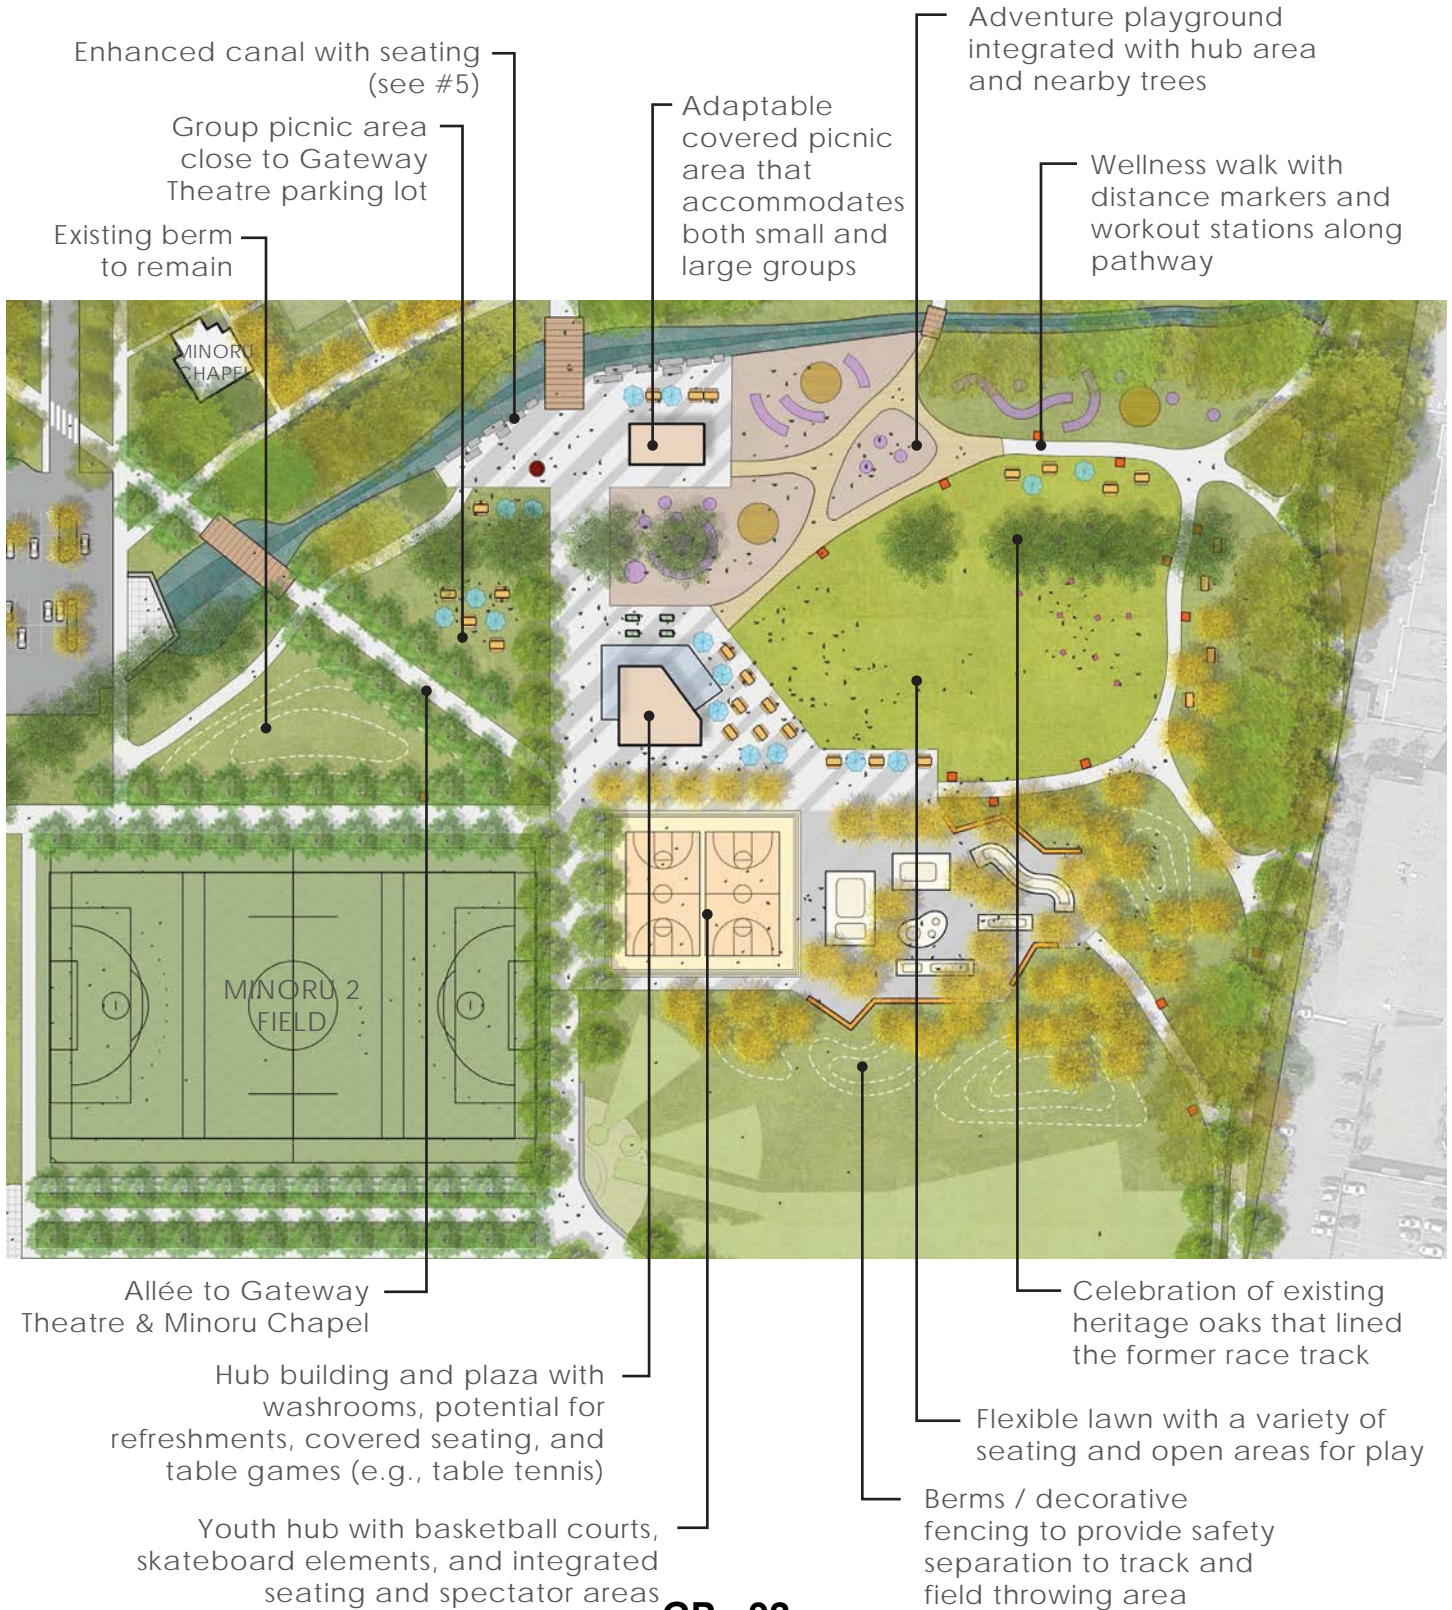 Adventure playground
integrated with hub area
and nearby trees
Enhanced canal with seating
(see #5)
Adaptable
covered picnic
area that
accommodates
both small and
large groups
Group picnic area
close to Gateway
Theatre parking lot
Wellness walk with
distance markers and
workout stations along
pathway
Existing berm
to remain
MINORU
CHAPEL
MINORU 2
FIELD
Allée to Gateway
Theatre & Minoru Chapel
Celebration of existing
heritage oaks that lined
the former race track
Hub building and plaza with
washrooms, potential for
refreshments, covered seating, and
table games (e.g., table tennis)
Flexible lawn with a variety of
seating and open areas for play
Berms / decorative
fencing to provide safety
separation to track and
field throwing area
Youth hub with basketball courts,
skateboard elements, and integrated
seating and spectator areas